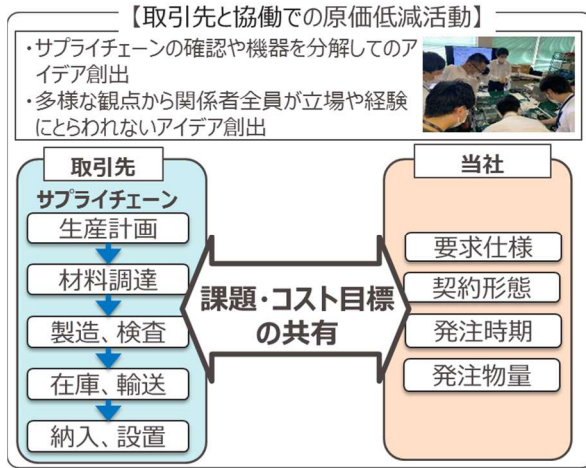 【取引先と協働での原価低減活動】
・サプライチェーンの確認や機器を分解してのア
イデア創出
・多様な観点から関係者全員が立場や経験
にとらわれないアイデア創出
取引先
サプライチェーン
生産計画
材料調達
製造、検査
在庫、輸送
納入、設置
課題・コスト目標
の共有
当社
要求仕様
契約形態
発注時期
発注物量